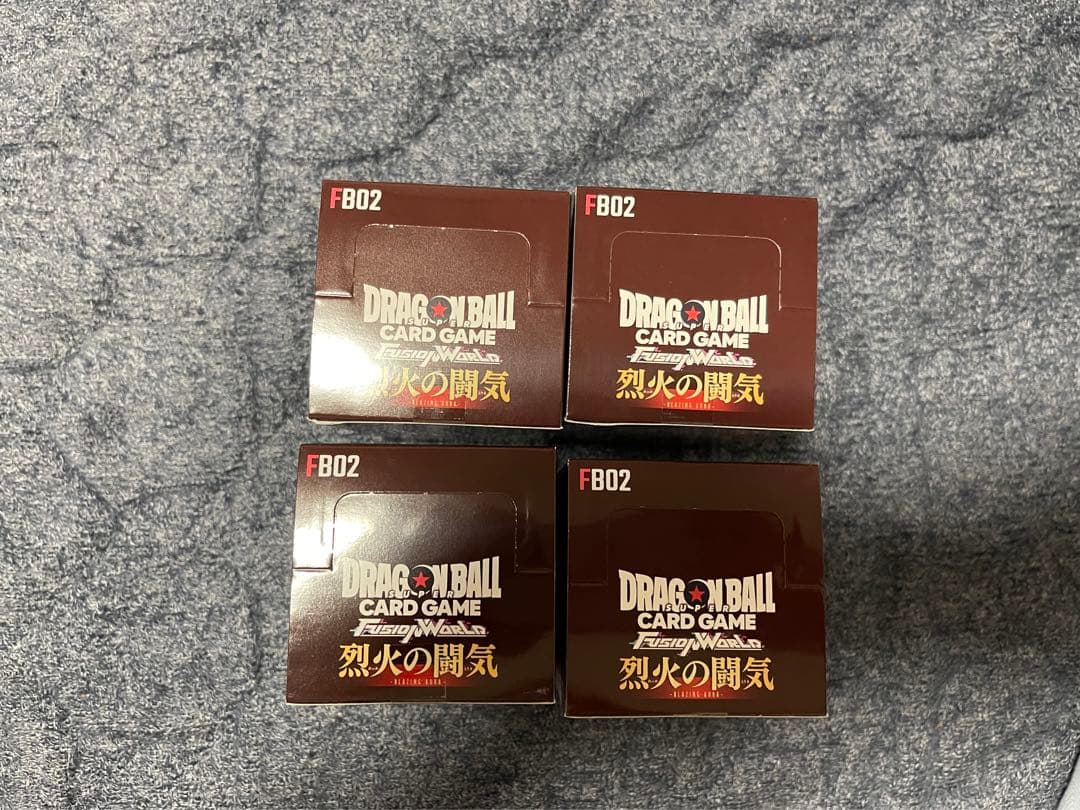 FB02
DRAGON BALL
SUPER
CARD GAME
FUSION WORLD
烈火の闘気
-BLAZING AURA-
FB02
DRAGON BALL
SUPER
CARD GAME
FUSION WORLD
烈火の闘気
-BLAZING AURA-
FB02
DRAGON BALL
SUPER
CARD GAME
FUSION WORLD
烈火の闘気
-BLAZING AURA-
FB02
DRAGON BALL
SUPER
CARD GAME
FUSION WORLD
烈火の闘気
-BLAZING AURA-